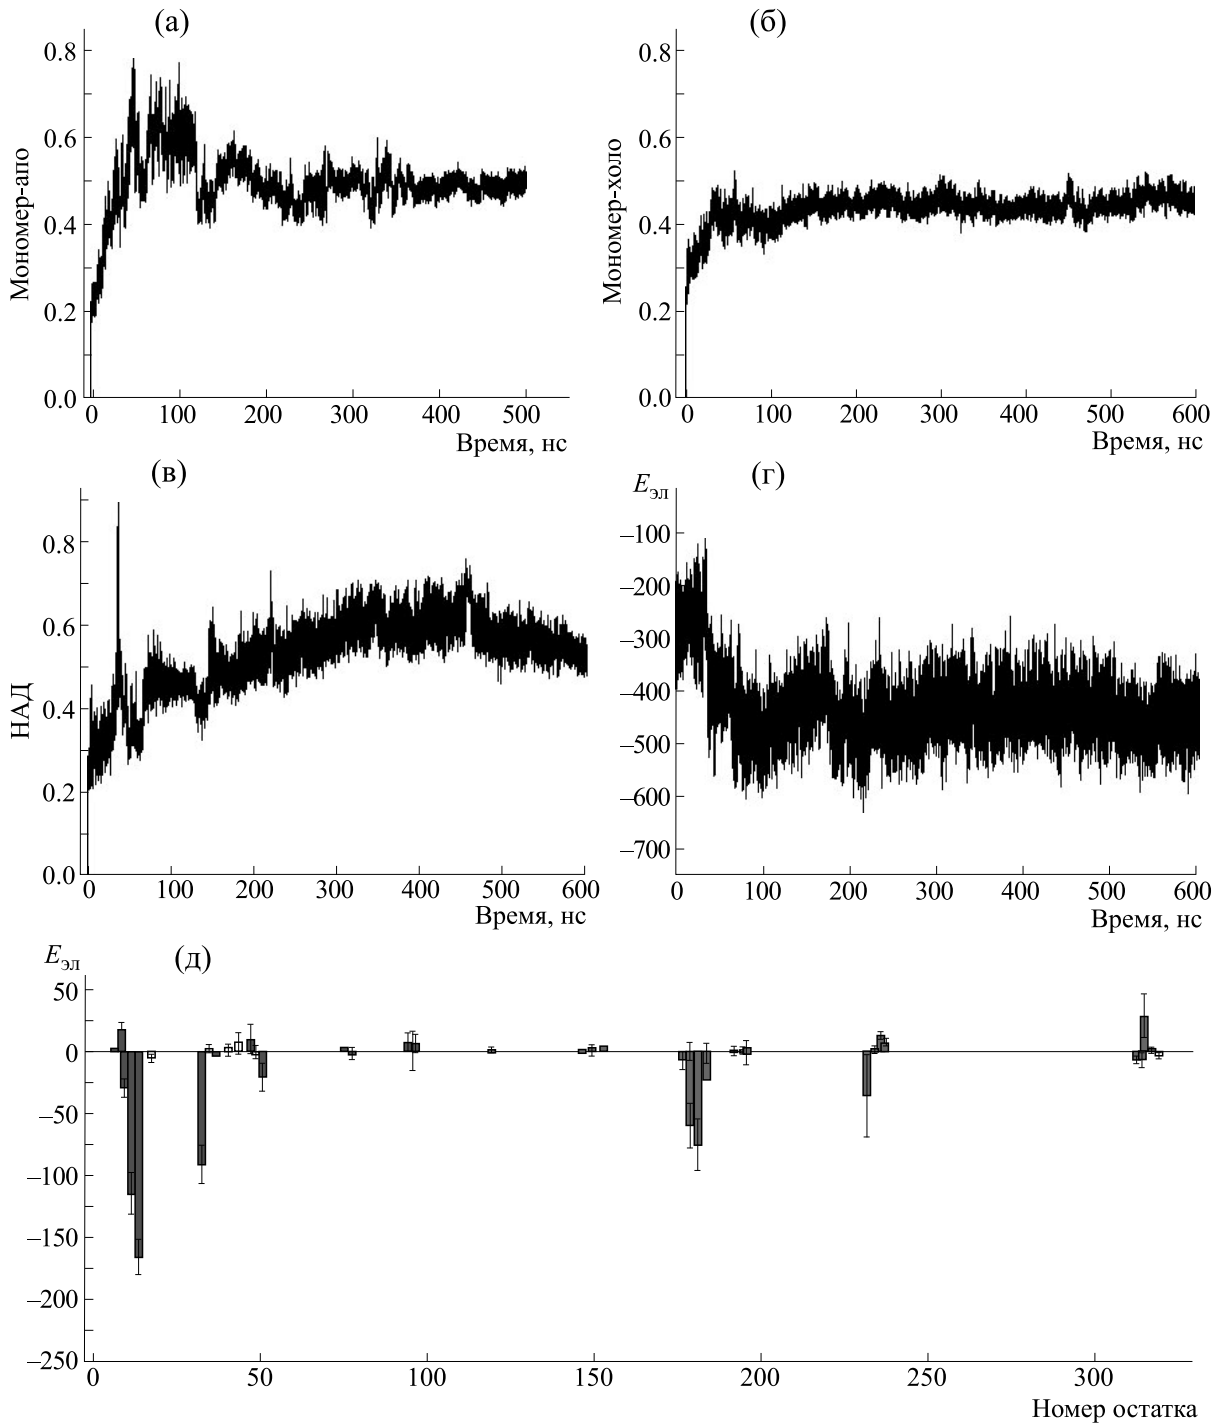 (а)
Мономер-апо
0.8
0.6
0.4
0.2
0.0
0 100 200 300 400 500
Время, нс
(б)
Мономер-холо
0.8
0.6
0.4
0.2
0.0
0 100 200 300 400 500 600
Время, нс
(в)
НАД
0.8
0.6
0.4
0.2
0.0
0 100 200 300 400 500 600
Время, нс
(г)
Eэл
–100
–200
–300
–400
–500
–600
–700
0 100 200 300 400 500 600
Время, нс
(д)
Eэл
50
0
–50
–100
–150
–200
–250
0 50 100 150 200 250 300
Номер остатка